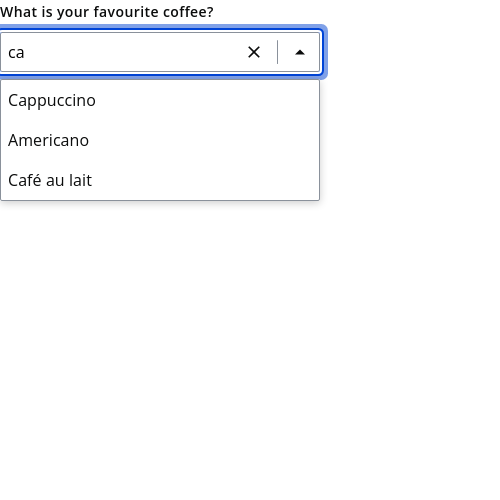 What is your favourite coffee?
ca
Cappuccino
Americano
Café au lait